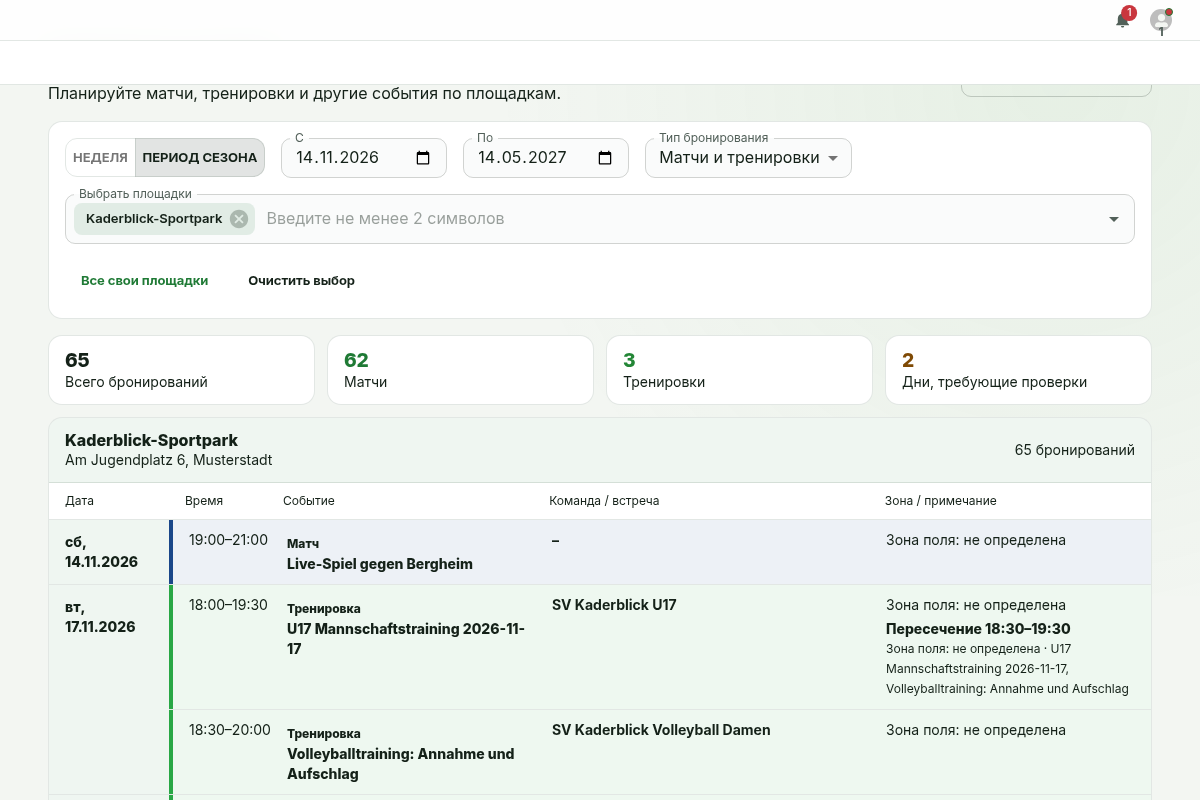 1
1
Планируйте матчи, тренировки и другие события по площадкам.
НЕДЕЛЯ
ПЕРИОД СЕЗОНА
С
14.11.2026
По
14.05.2027
Тип бронирования
Матчи и тренировки
Выбрать площадки
Kaderblick-Sportpark
Введите не менее 2 символов
Все свои площадки
Очистить выбор
65
Всего бронирований
62
Матчи
3
Тренировки
2
Дни, требующие проверки
Kaderblick-Sportpark
Am Jugendplatz 6, Musterstadt
65 бронирований
Дата
Время
Событие
Команда / встреча
Зона / примечание
сб,
14.11.2026
19:00–21:00
Матч
Live-Spiel gegen Bergheim
–
Зона поля: не определена
вт,
17.11.2026
18:00–19:30
Тренировка
U17 Mannschaftstraining 2026-11-
17
SV Kaderblick U17
Зона поля: не определена
Пересечение 18:30–19:30
Зона поля: не определена · U17
Mannschaftstraining 2026-11-17,
Volleyballtraining: Annahme und Aufschlag
18:30–20:00
Тренировка
Volleyballtraining: Annahme und
Aufschlag
SV Kaderblick Volleyball Damen
Зона поля: не определена